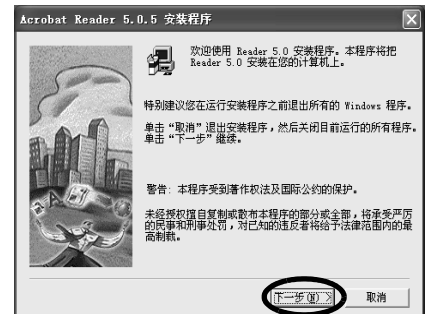 Acrobat Reader 5.0.5 安装程序
欢迎使用 Reader 5.0 安装程序。本程序将把
Reader 5.0 安装在您的计算机上。
特别建议您在运行安装程序之前退出所有的 Windows 程序。
单击“取消”退出安装程序，然后关闭目前运行的所有程序。
单击“下一步”继续。
警告: 本程序受到著作权法及国际公约的保护。
未经授权擅自复制或散布本程序的部分或全部，将承受严厉
的民事和刑事处罚，对已知的违反者将给予法律范围内的最
高制裁。
下一步(N) >
取消